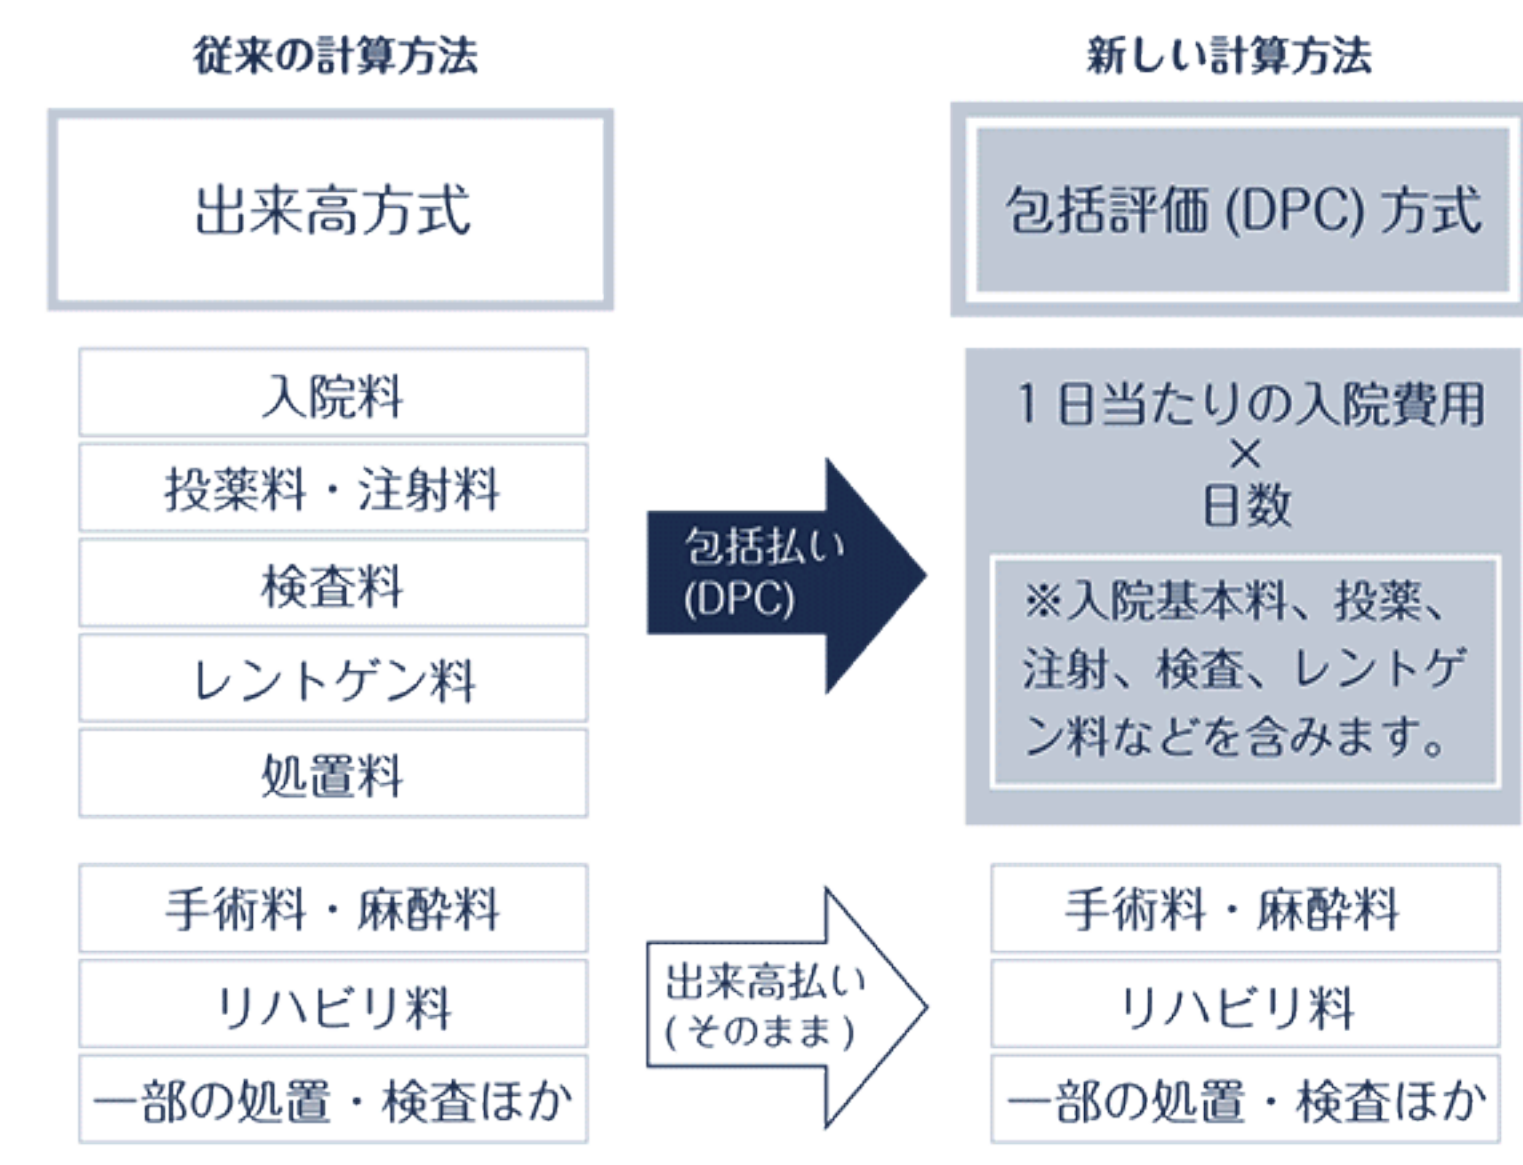 従来の計算方法
出来高方式
入院料
投薬料・注射料
検査料
レントゲン料
処置料
手術料・麻酔料
リハビリ料
一部の処置・検査ほか
包括払い
(DPC)
出来高払い
(そのまま)
新しい計算方法
包括評価 (DPC) 方式
1日当たりの入院費用
×
日数
※入院基本料、投薬、
注射、検査、レントゲ
ン料などを含みます。
手術料・麻酔料
リハビリ料
一部の処置・検査ほか